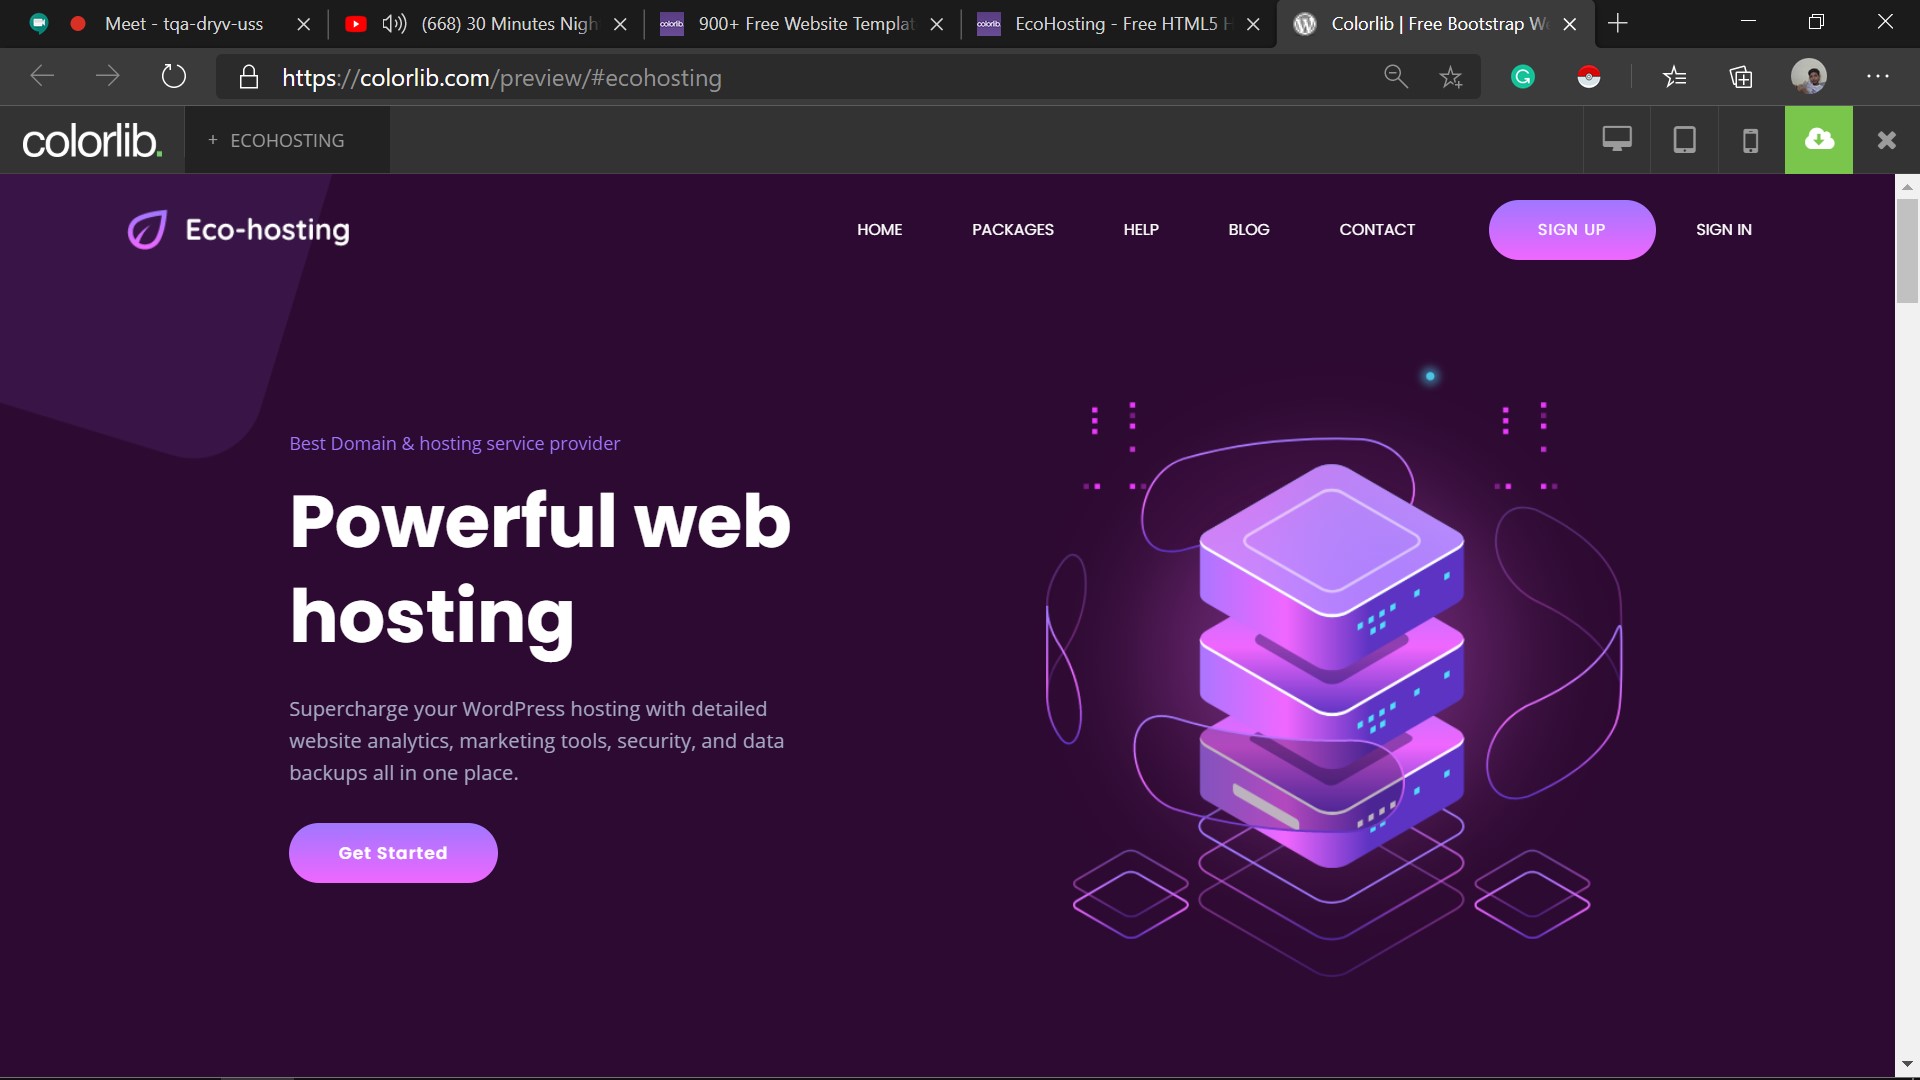 Meet - tqa-dryv-uss
(668) 30 Minutes Nigh
900+ Free Website Templat
EcoHosting - Free HTML5 H
Colorlib | Free Bootstrap W
https://colorlib.com/preview/#ecohosting
colorlib.
+ ECOHOSTING
Eco-hosting
HOME
PACKAGES
HELP
BLOG
CONTACT
SIGN UP
SIGN IN
Best Domain & hosting service provider
Powerful web
hosting
Supercharge your WordPress hosting with detailed
website analytics, marketing tools, security, and data
backups all in one place.
Get Started